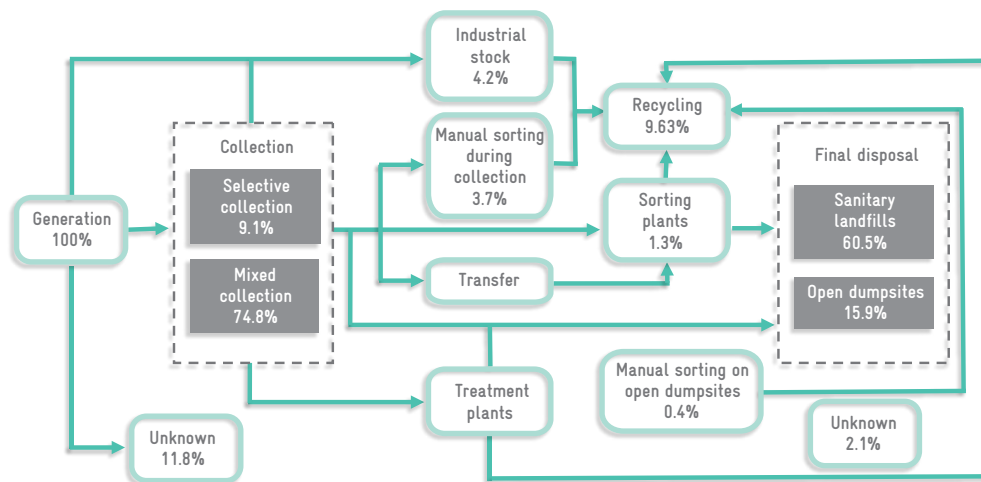 Industrial
stock
4.2%
Recycling
9.63%
Collection
Manual sorting
during
collection
3.7%
Final disposal
Selective
collection
9.1%
Generation
100%
Sorting
plants
1.3%
Sanitary
landfills
60.5%
Mixed
collection
74.8%
Transfer
Open dumpsites
15.9%
Treatment
plants
Manual sorting on
open dumpsites
0.4%
Unknown
11.8%
Unknown
2.1%